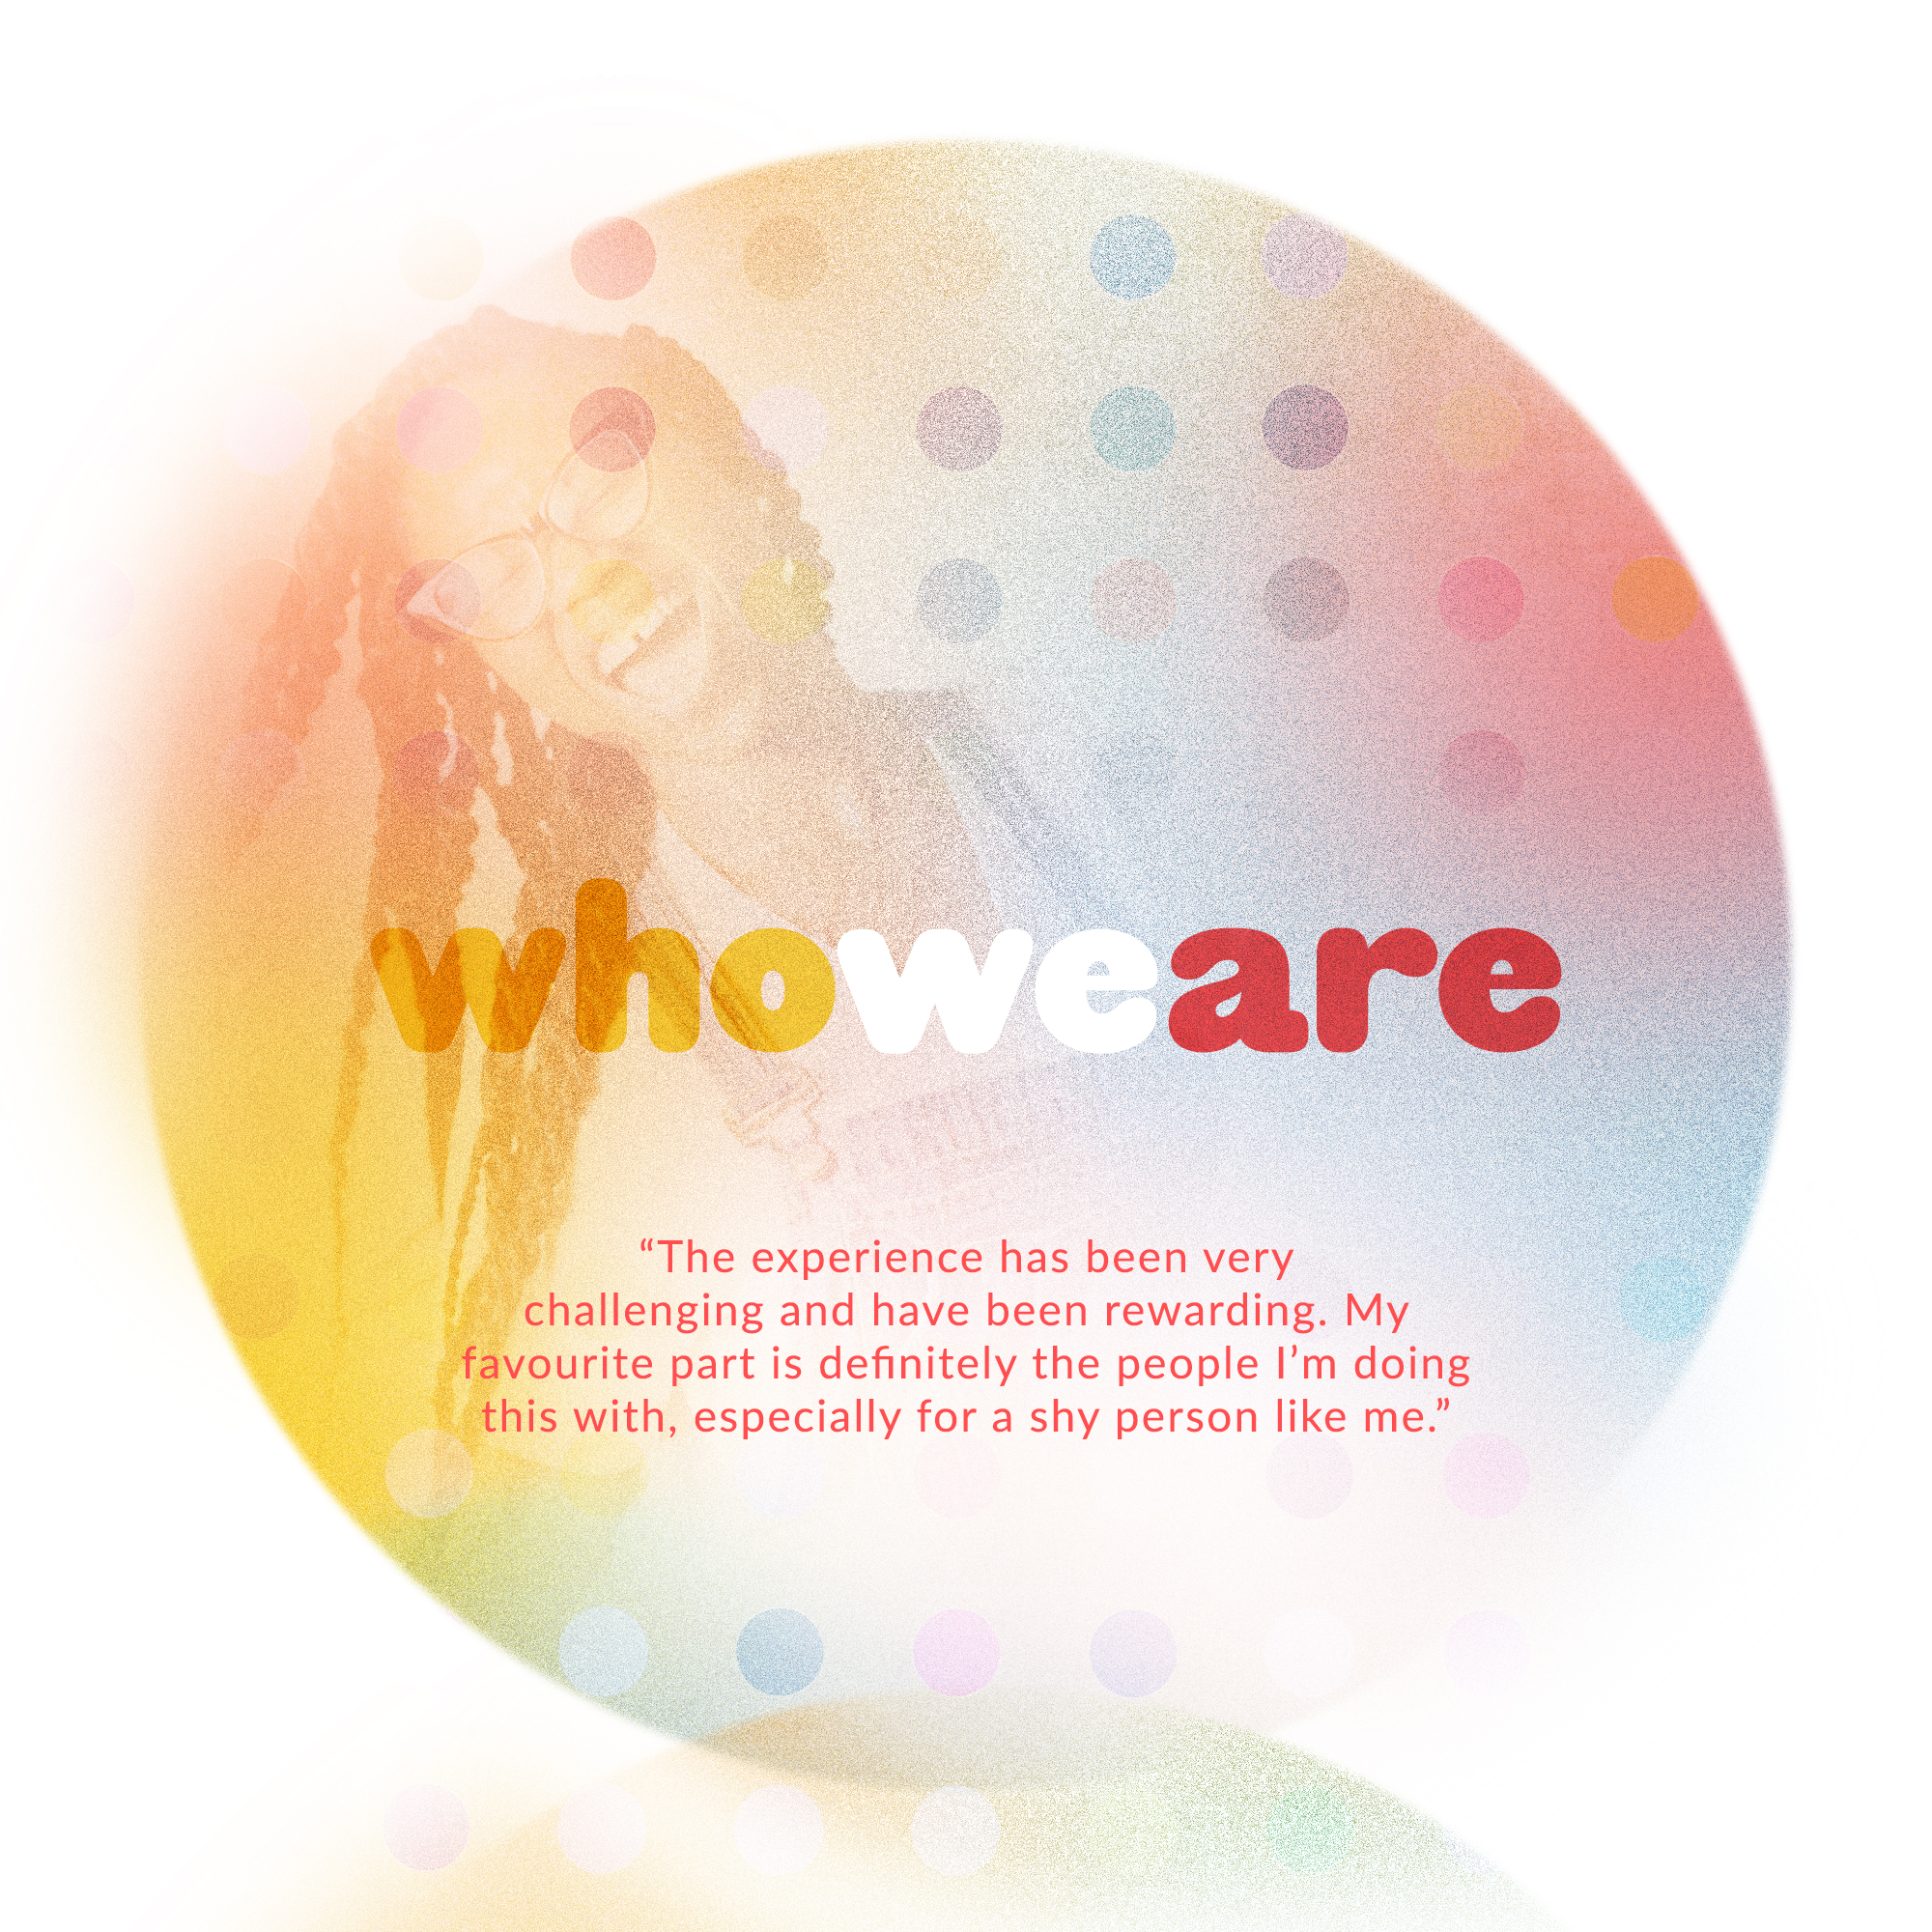 whoweare
“The experience has been very
challenging and have been rewarding. My
favourite part is definitely the people I’m doing
this with, especially for a shy person like me.”